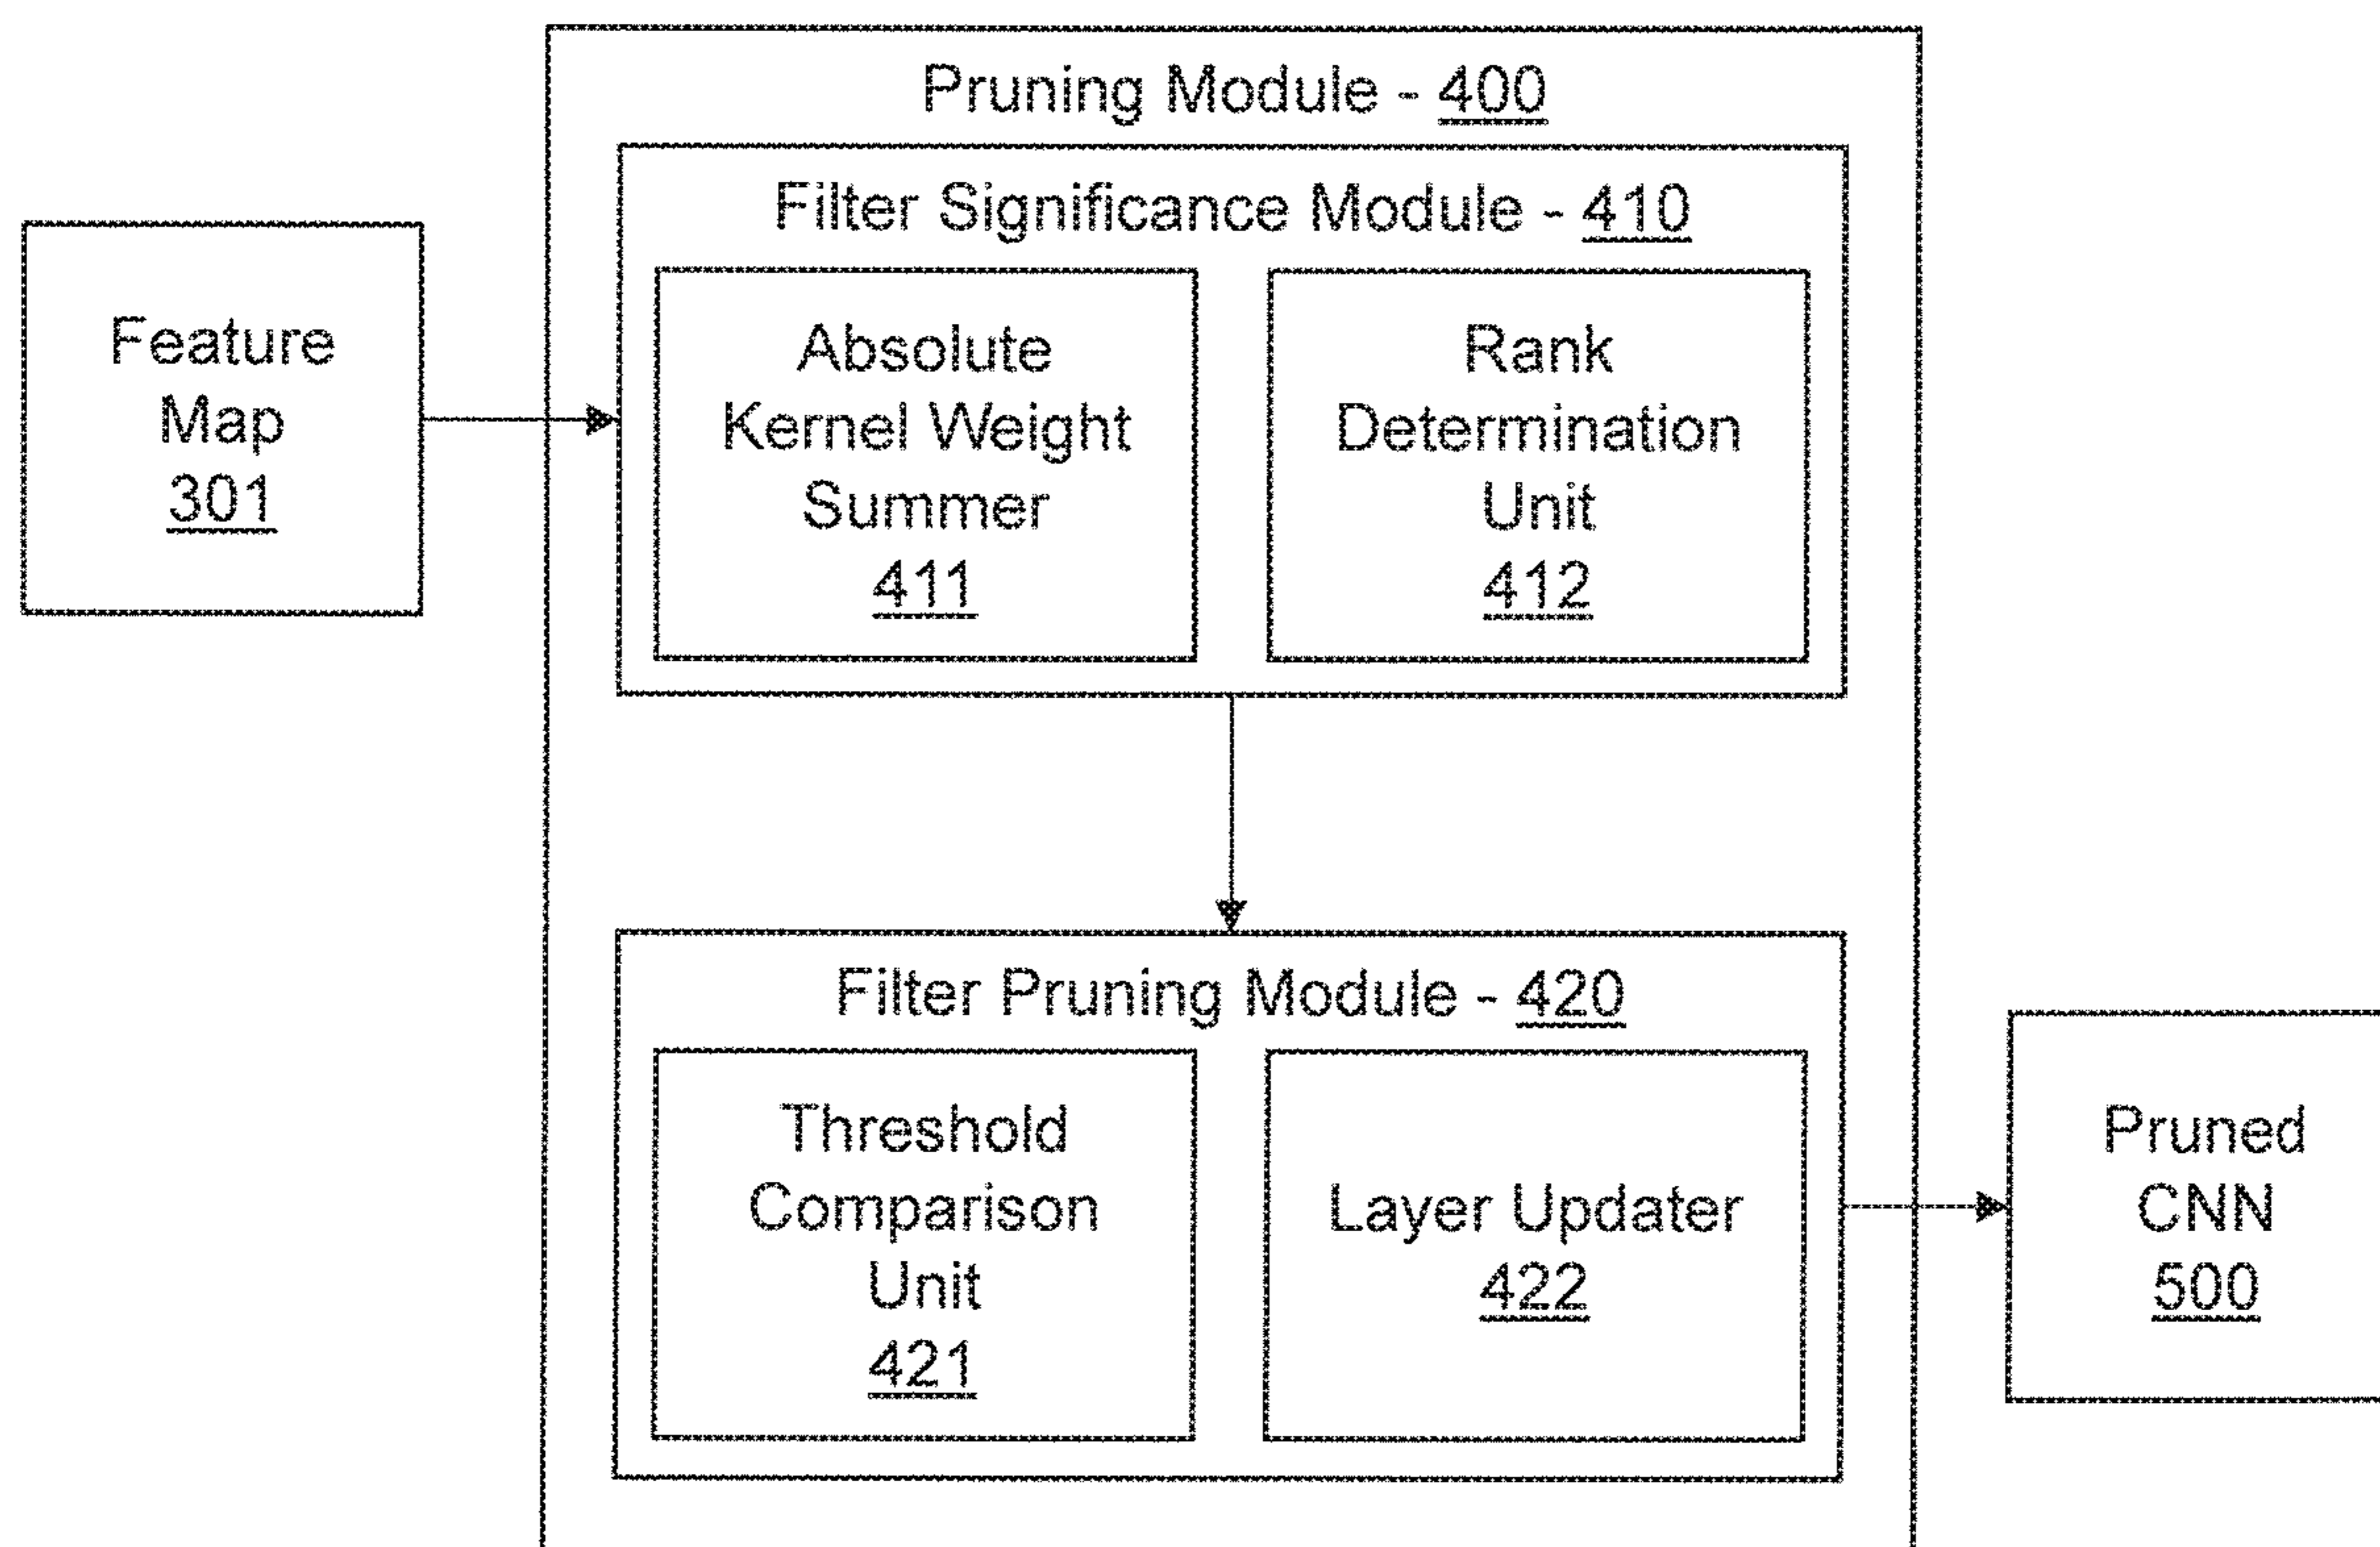 Pruning Module - 400
Filter Significance Module - 410
Feature
Map
301
Absolute
Kernel Weight
Summer
411
Rank
Determination
Unit
412
Filter Pruning Module - 420
Threshold
Comparison
Unit
421
Layer Updater
422
Pruned
CNN
500